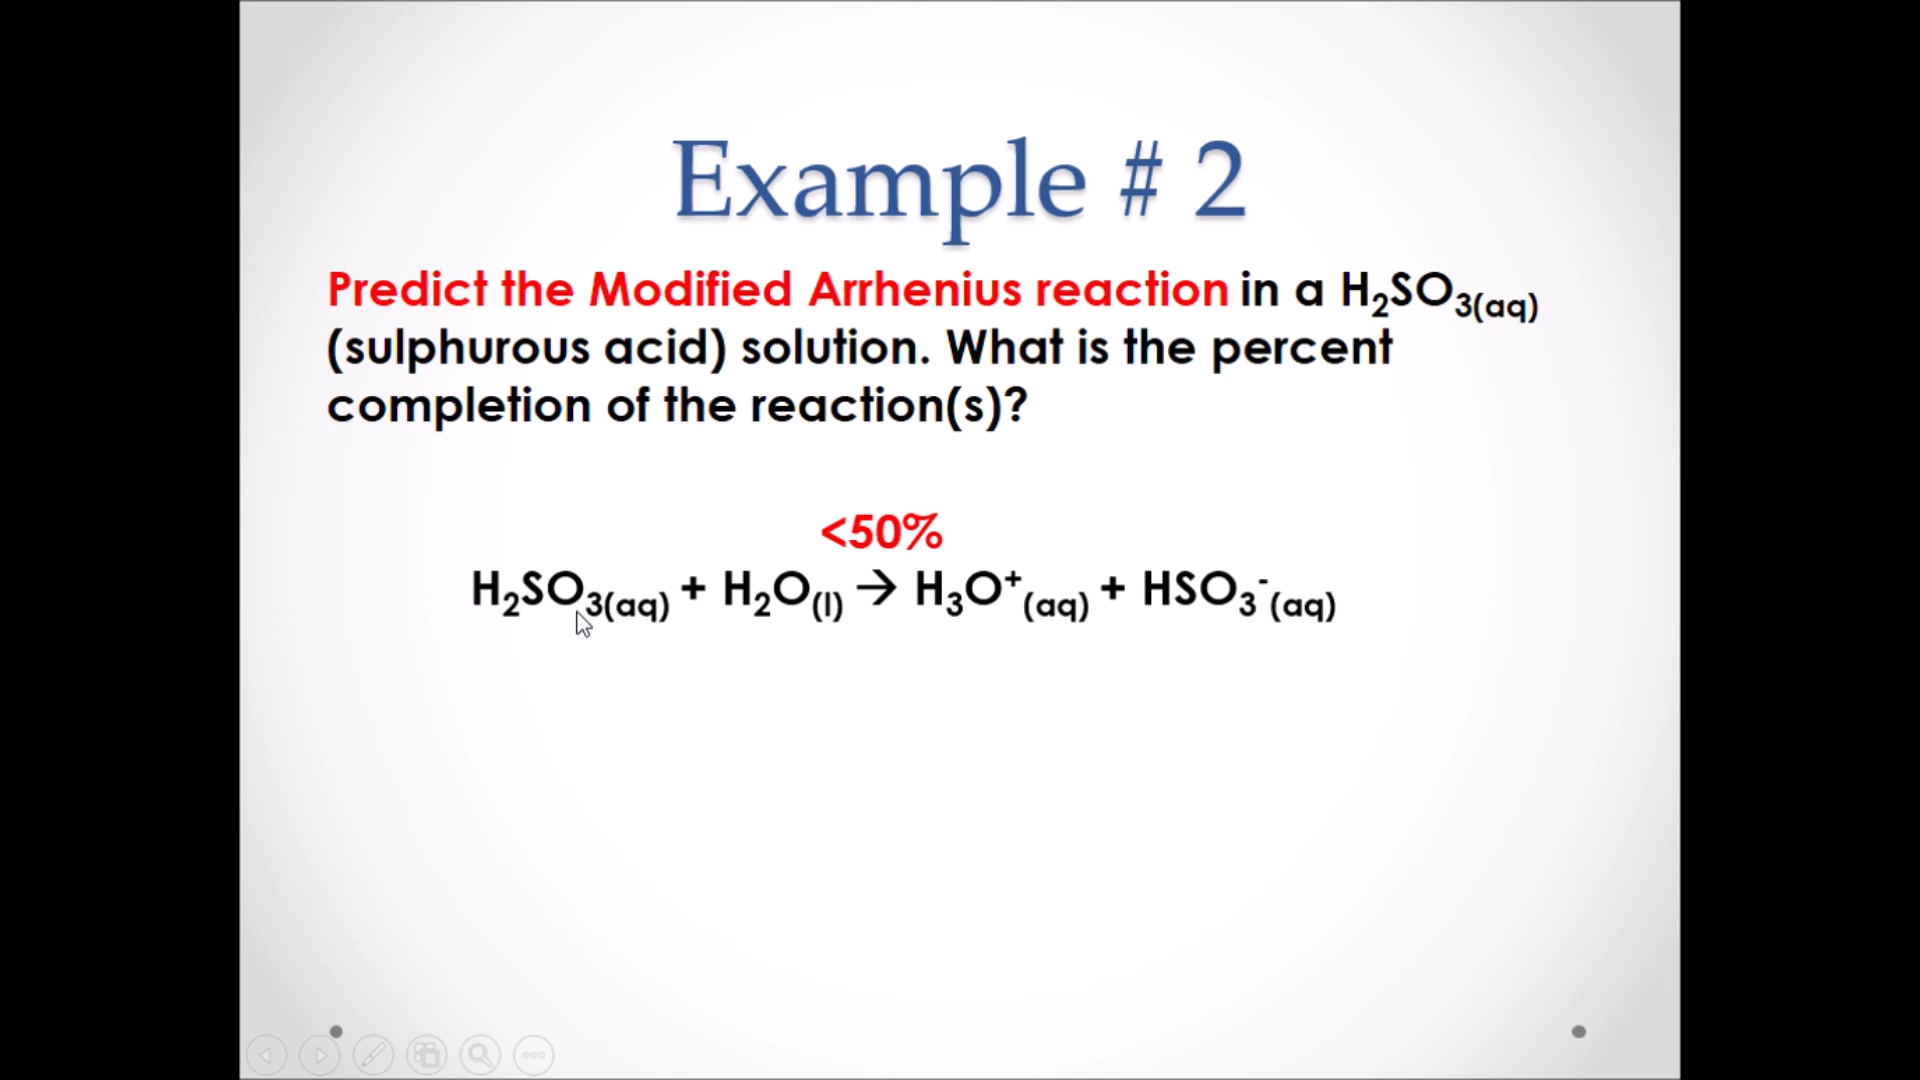 Example # 2
Predict the Modified Arrhenius reaction in a H₂SO₃₍aq₎
(sulphurous acid) solution. What is the percent
completion of the reaction(s)?
<50%
H₂SO₃₍aq₎ + H₂O₍l₎ → H₃O⁺₍aq₎ + HSO₃⁻₍aq₎